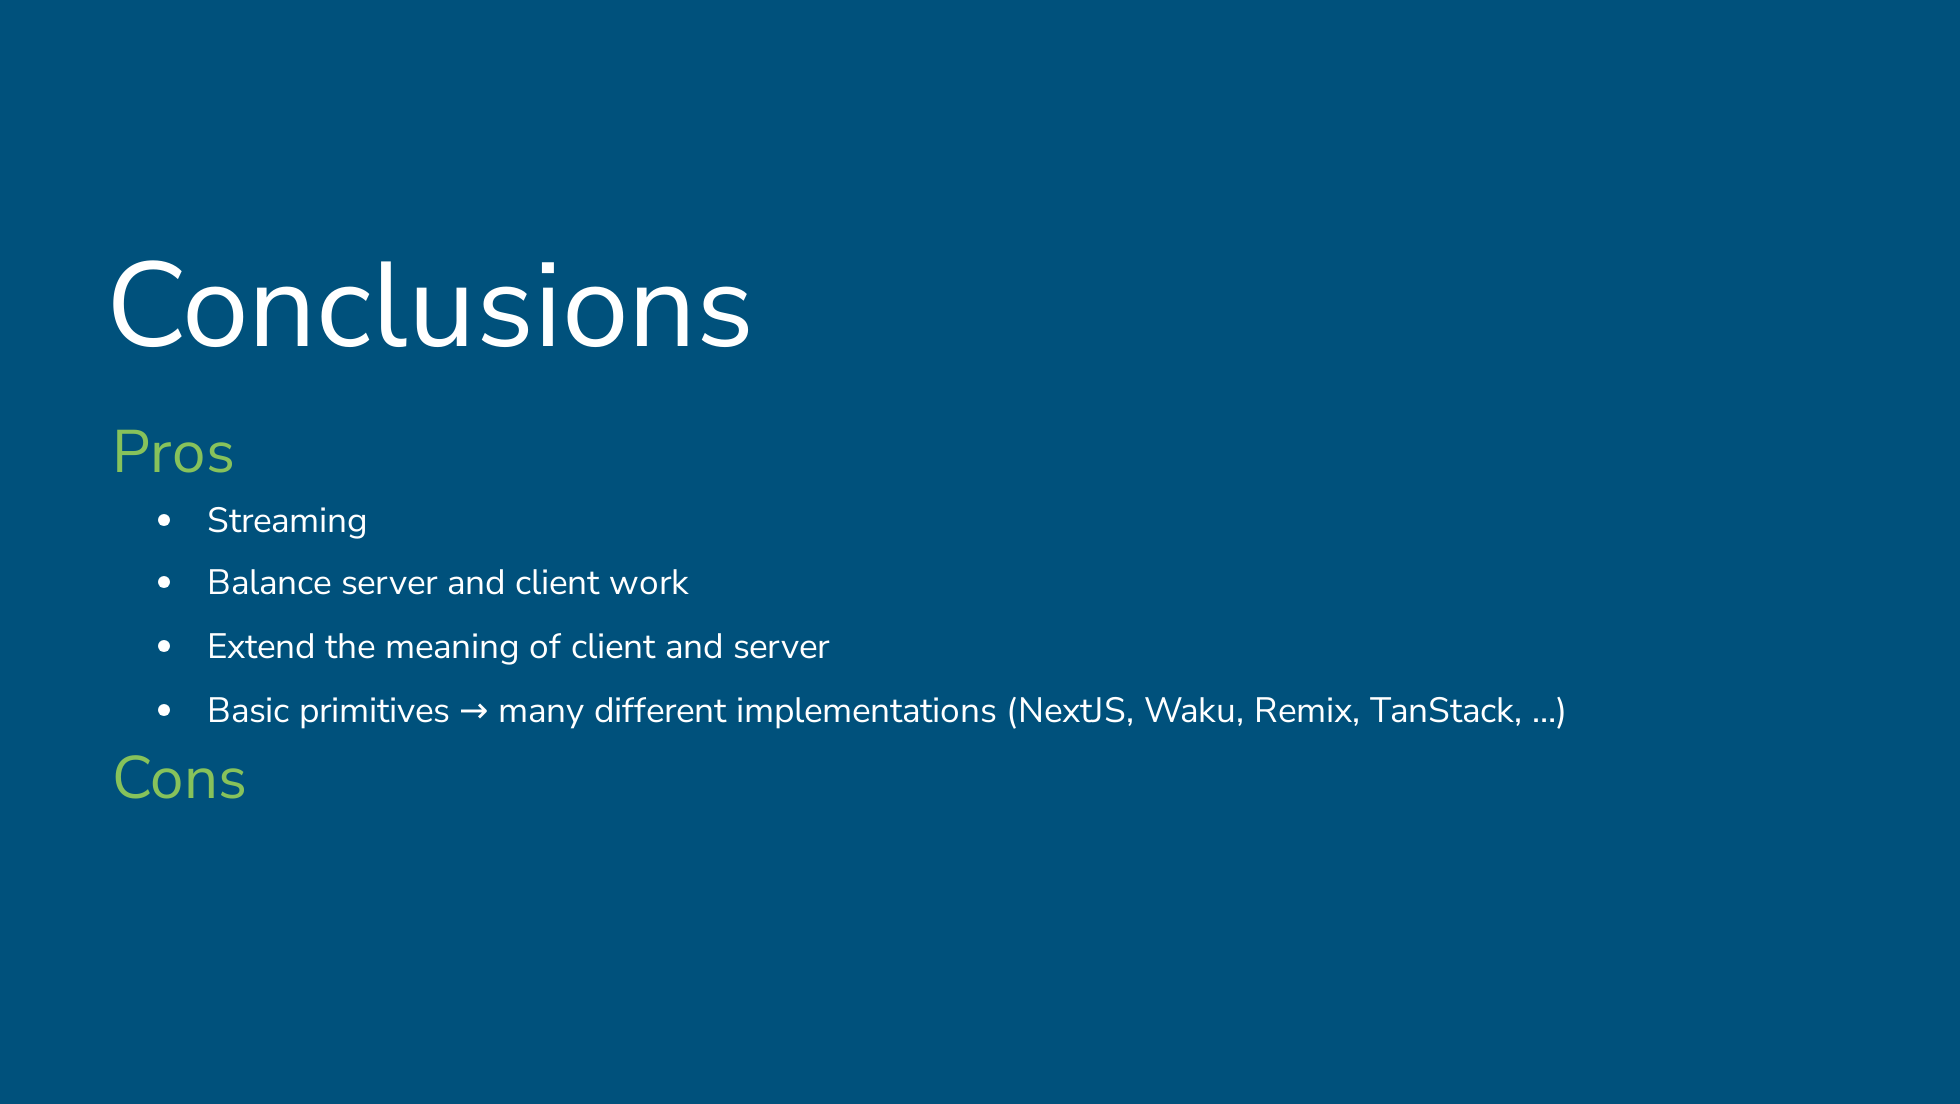 Conclusions
Pros
• Streaming
• Balance server and client work
• Extend the meaning of client and server
• Basic primitives → many different implementations (NextJS, Waku, Remix, TanStack, ...)
Cons